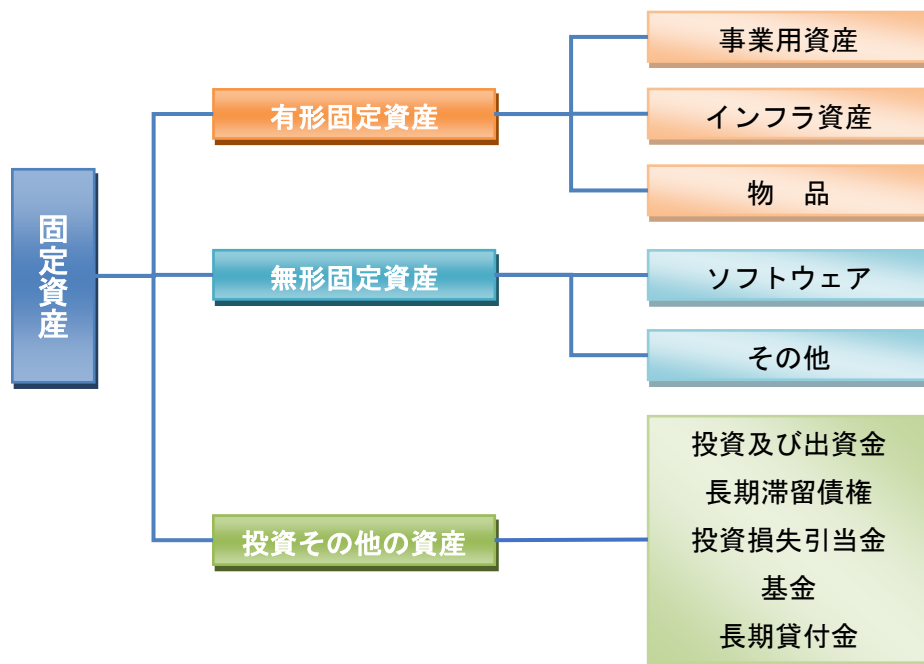 固定資産
有形固定資産
事業用資産
インフラ資産
物　品
無形固定資産
ソフトウェア
その他
投資その他の資産
投資及び出資金
長期滞留債権
投資損失引当金
基金
長期貸付金